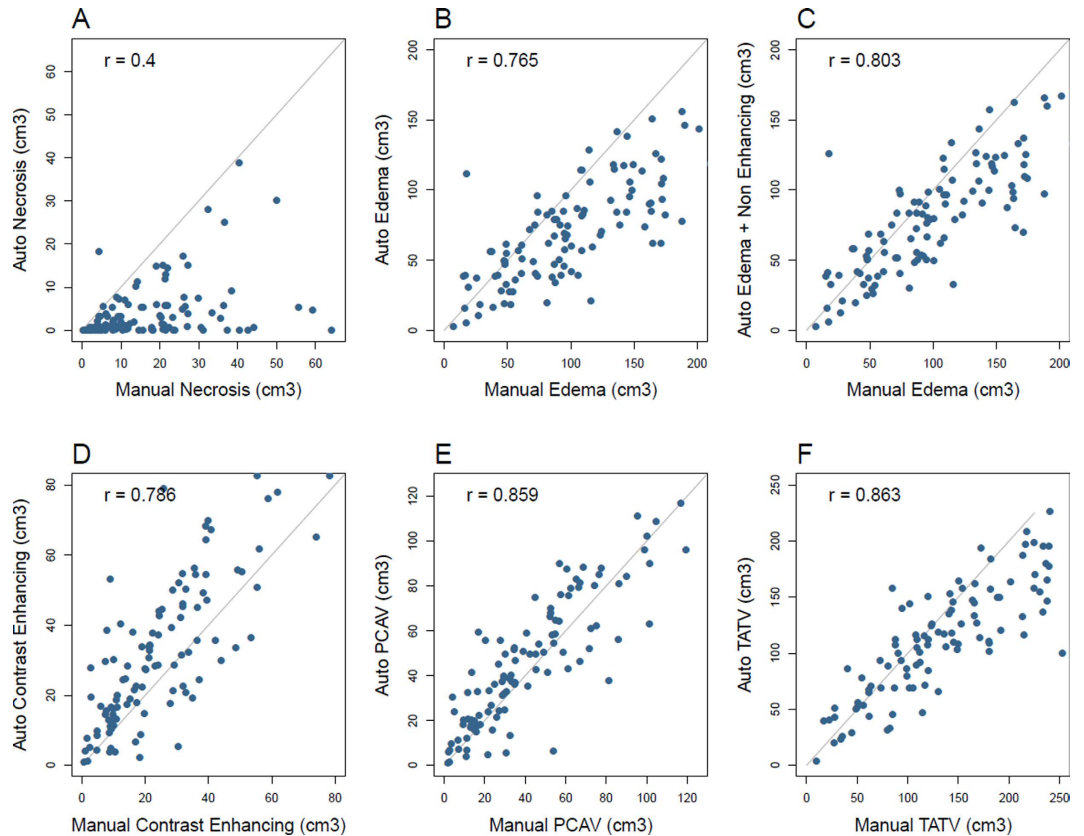 A
r = 0.4
Auto Necrosis (cm3)
0 10 20 30 40 50 60
0 10 20 30 40 50 60
Manual Necrosis (cm3)
B
r = 0.765
Auto Edema (cm3)
0 50 100 150 200
0 50 100 150 200
Manual Edema (cm3)
C
r = 0.803
Auto Edema + Non Enhancing (cm3)
0 50 100 150 200
0 50 100 150 200
Manual Edema (cm3)
D
r = 0.786
Auto Contrast Enhancing (cm3)
0 20 40 60 80
0 20 40 60 80
Manual Contrast Enhancing (cm3)
E
r = 0.859
Auto PCAV (cm3)
0 20 40 60 80 100 120
0 20 40 60 80 100 120
Manual PCAV (cm3)
F
r = 0.863
Auto TATV (cm3)
0 50 100 150 200 250
0 50 100 150 200 250
Manual TATV (cm3)